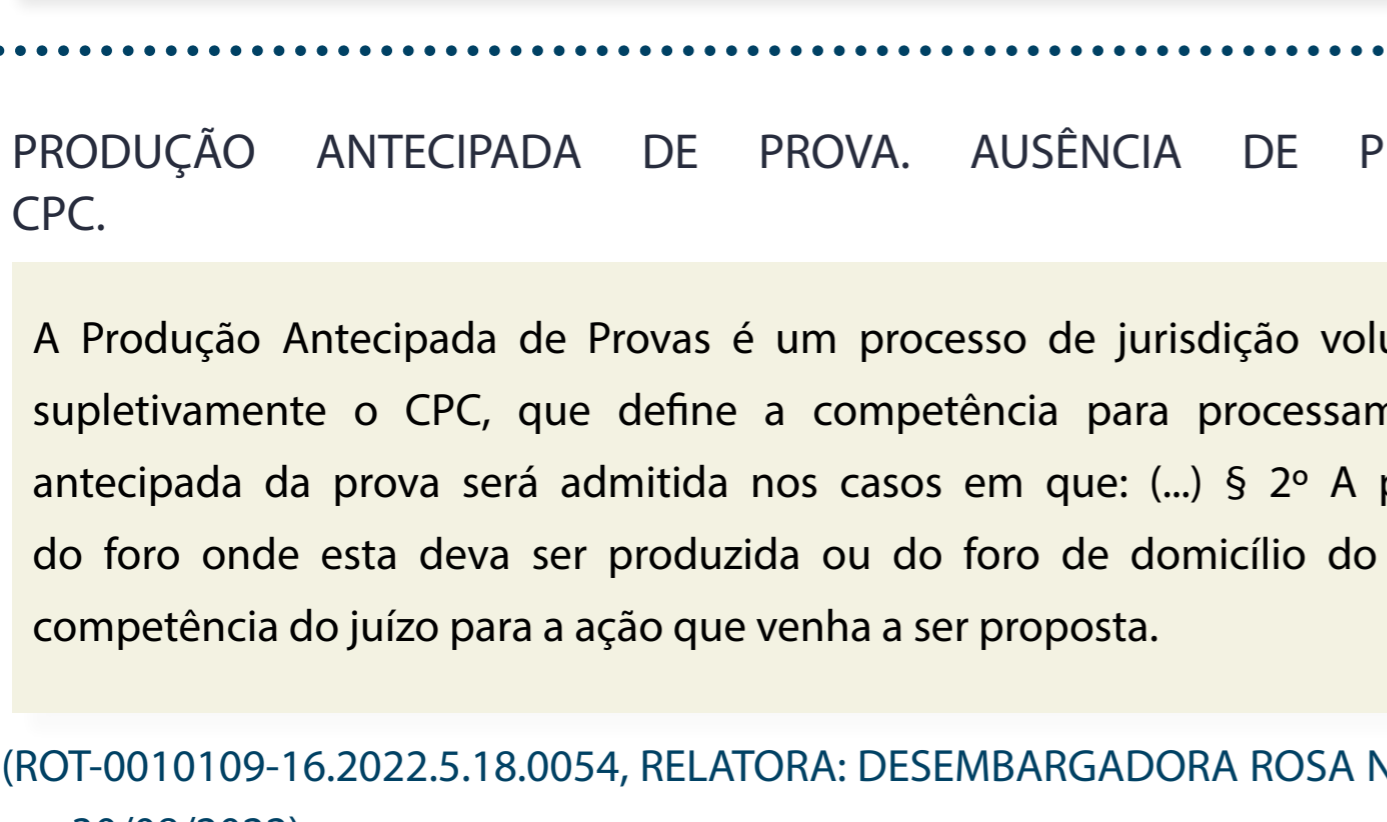 PRODUÇÃO ANTECIPADA DE PROVA. AUSÊNCIA DE
CPC.
A Produção Antecipada de Provas é um processo de jurisdição
supletivamente o CPC, que define a competência para
antecipada da prova será admitida nos casos em que: (...) § 2º A
do foro onde esta deva ser produzida ou do foro de domicílio do
competência do juízo para a ação que venha a ser proposta.
(ROT-0010109-16.2022.5.18.0054, RELATORA: DESEMBARGADORA ROSA